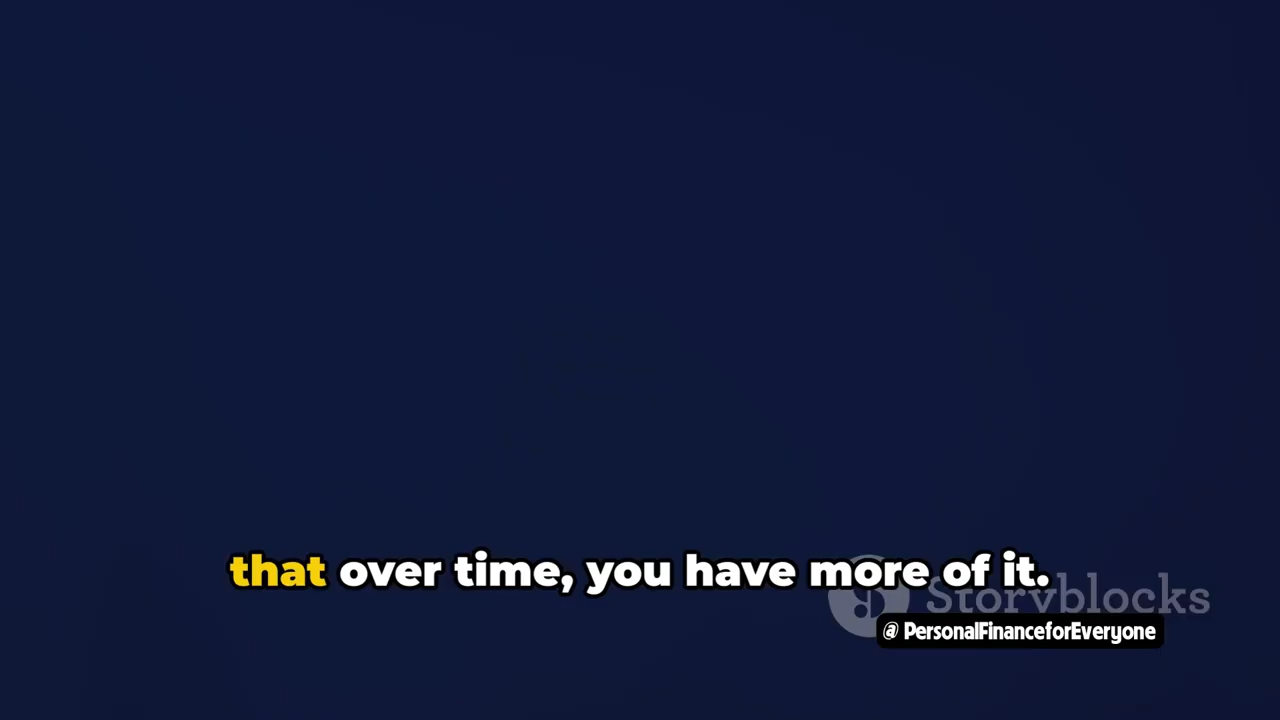 that over time, you have more of it.
Storyblocks
@ PersonalFinanceforEveryone